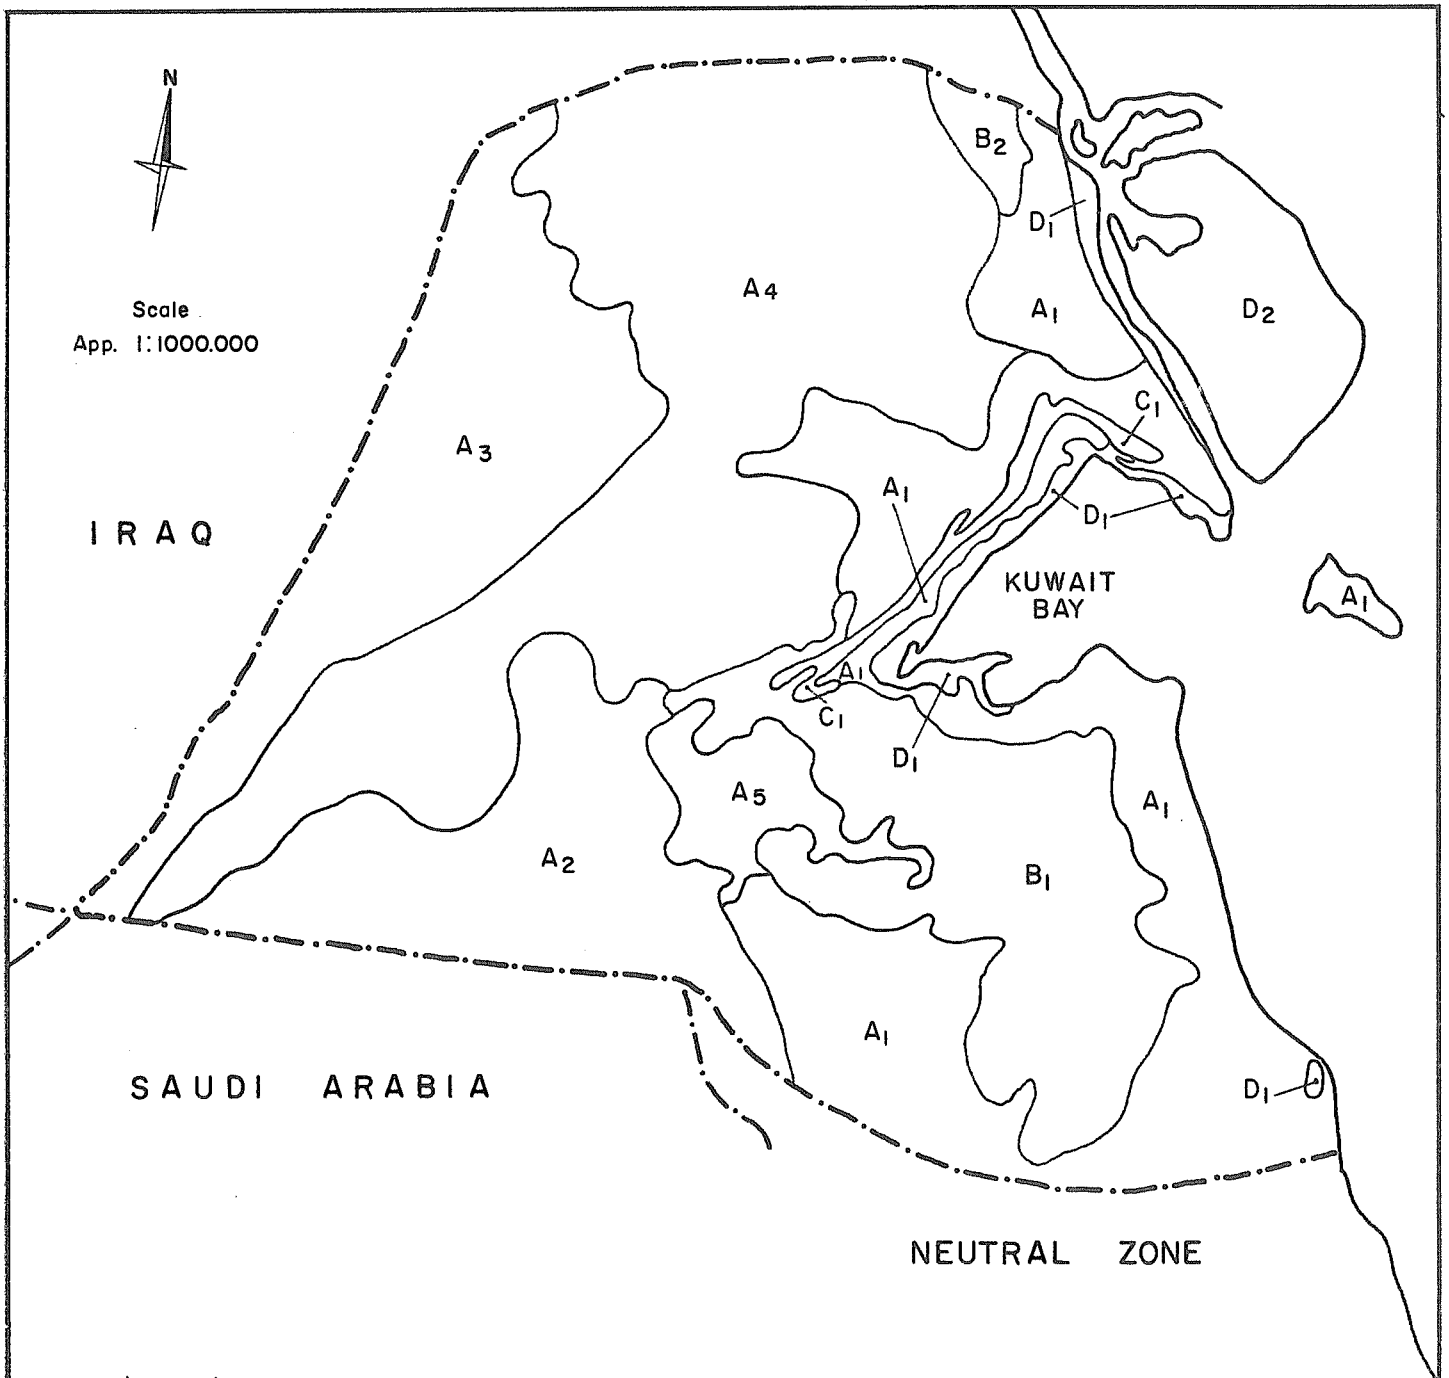 N
B2
D1
Scale
App. 1:1000.000
A4
A1
D2
C1
A3
A1
D1
IRAQ
KUWAIT
BAY
A1
A1
C1
D1
D1
A5
A1
A2
B1
A1
SAUDI ARABIA
D1
NEUTRAL ZONE